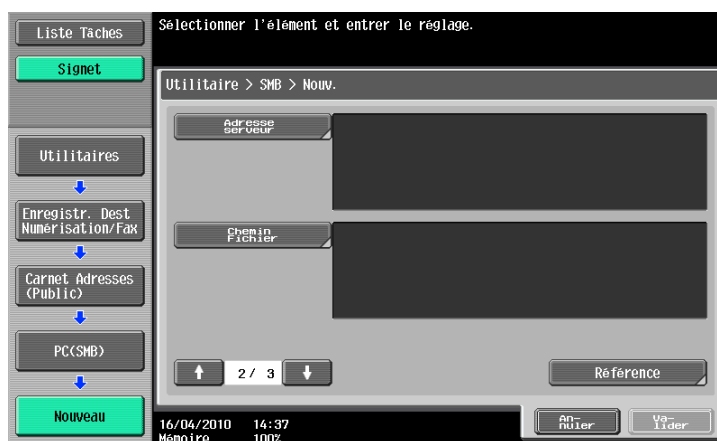 Liste Tâches
Signet
Sélectionner l'élément et entrer le réglage.
Utilitaire > SMB > Nouv.
Utilitaires
Enregistr. Dest
Numérisation/Fax
Carnet Adresses
(Public)
PC(SMB)
Nouveau
Adresse
serveur
Chemin
Fichier
2/ 3
Référence
16/04/2010 14:37
Mémoire 100%
An-
nuler
Va-
lider